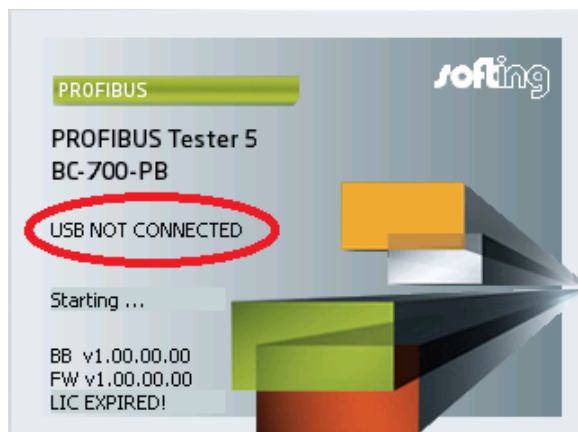 softing
PROFIBUS
PROFIBUS Tester 5
BC-700-PB
USB NOT CONNECTED
Starting ...
BB v1.00.00.00
FW v1.00.00.00
LIC EXPIRED!